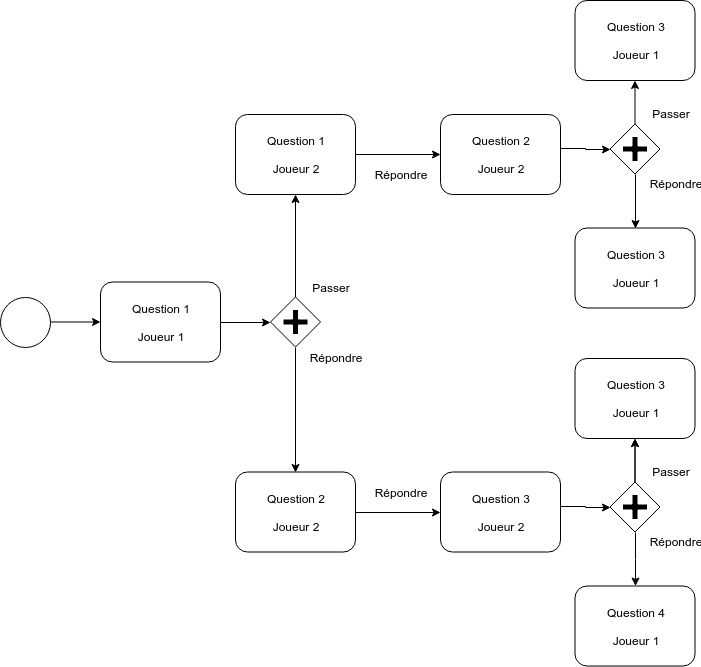 Question 3
Joueur 1
Passer
Question 1
Joueur 2
Répondre
Question 2
Joueur 2
Répondre
Question 3
Joueur 1
Question 1
Joueur 1
Passer
Répondre
Question 3
Joueur 1
Passer
Question 2
Joueur 2
Répondre
Question 3
Joueur 2
Répondre
Question 4
Joueur 1